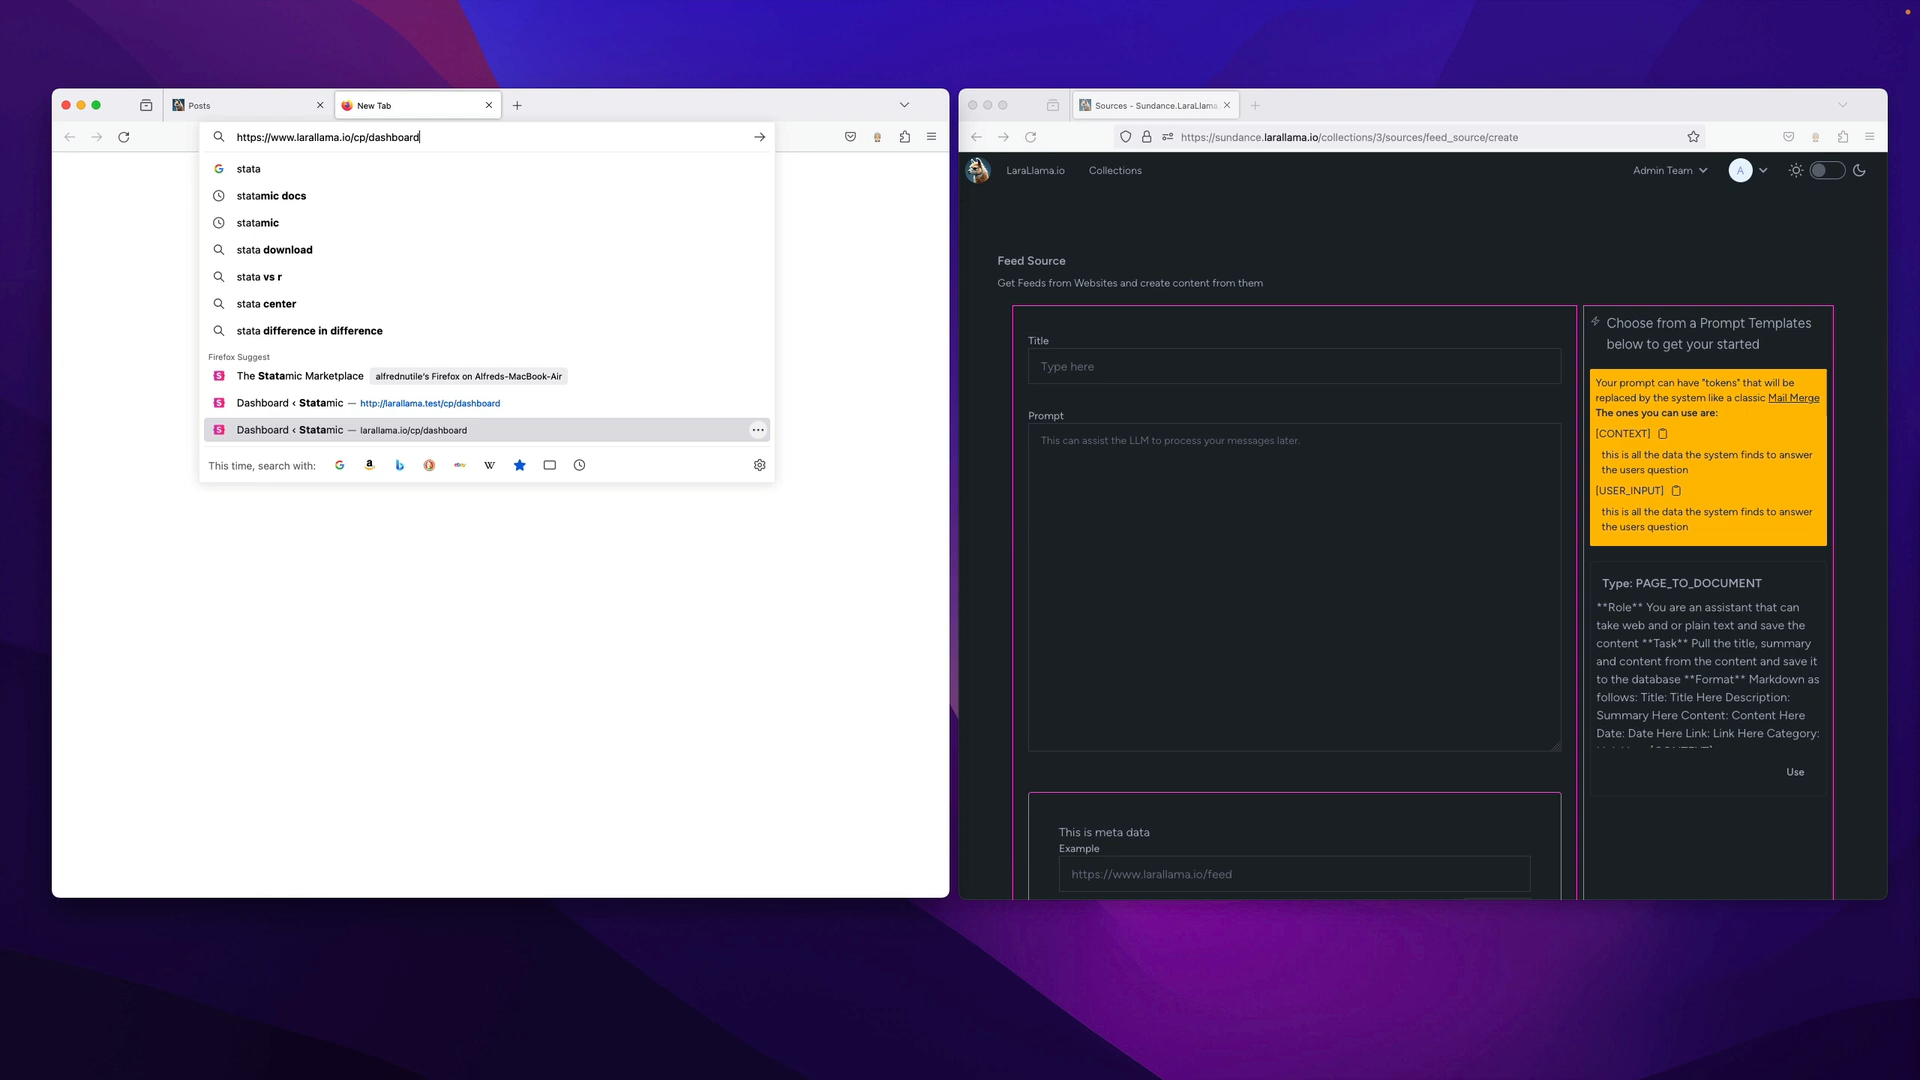 Posts
New Tab
https://www.larallama.io/cp/dashboard
stata
statamic docs
statamic
stata download
stata vs r
stata center
stata difference in difference
Firefox Suggest
The Statamic Marketplace alfrednutile's Firefox on Alfreds-MacBook-Air
Dashboard ‹ Statamic — http://larallama.test/cp/dashboard
Dashboard ‹ Statamic — larallama.io/cp/dashboard
This time, search with:
Sources - Sundance.LaraLlama.
https://sundance.larallama.io/collections/3/sources/feed_source/create
LaraLlama.io
Collections
Admin Team
A
Feed Source
Get Feeds from Websites and create content from them
Title
Type here
Prompt
This can assist the LLM to process your messages later.
This is meta data
Example
https://www.larallama.io/feed
Choose from a Prompt Templates
below to get your started
Your prompt can have "tokens" that will be
replaced by the system like a classic Mail Merge
The ones you can use are:
[CONTEXT]
this is all the data the system finds to answer
the users question
[USER_INPUT]
this is all the data the system finds to answer
the users question
Type: PAGE_TO_DOCUMENT
**Role** You are an assistant that can
take web and or plain text and save the
content **Task** Pull the title, summary
and content from the content and save it
to the database **Format** Markdown as
follows: Title: Title Here Description:
Summary Here Content: Content Here
Date: Date Here Link: Link Here Category:
Use